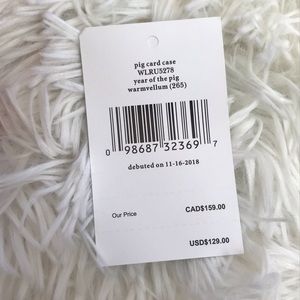 pig card case
WLRU5278
year of the pig
warmvellum (265)
0 98687 32369 7
debuted on 11-16-2018
Our Price CAD$159.00
USD$129.00